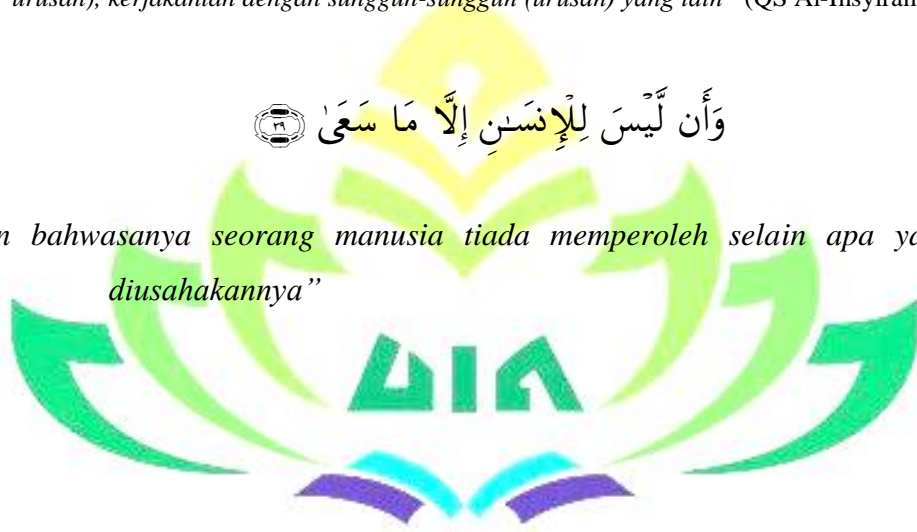 urusan), kerjakanlah dengan sungguh-sungguh (urusan) yang lain” (QS Al-Insyirah
وَأَن لَّيْسَ لِلْإِنسَـٰنِ إِلَّا مَا سَعَىٰ ۝٣٩
bahwasanya seorang manusia tiada memperoleh selain apa
diusahakannya”
UIN